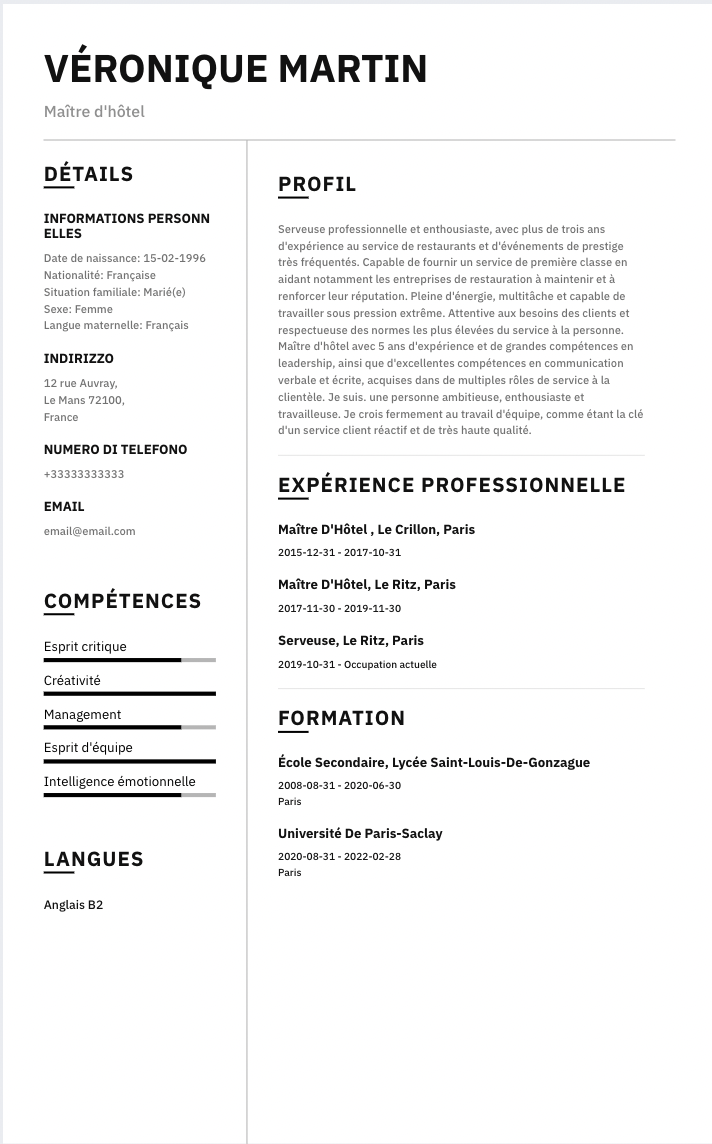 VÉRONIQUE MARTIN
Maître d'hôtel
DÉTAILS
INFORMATIONS PERSONN
ELLES
Date de naissance: 15-02-1996
Nationalité: Française
Situation familiale: Marié(e)
Sexe: Femme
Langue maternelle: Français
INDIRIZZO
12 rue Auvray,
Le Mans 72100,
France
NUMERO DI TELEFONO
+33333333333
EMAIL
email@email.com
COMPÉTENCES
Esprit critique
Créativité
Management
Esprit d'équipe
Intelligence émotionnelle
LANGUES
Anglais B2
PROFIL
Serveuse professionnelle et enthousiaste, avec plus de trois ans
d'expérience au service de restaurants et d'événements de prestige
très fréquentés. Capable de fournir un service de première classe en
aidant notamment les entreprises de restauration à maintenir et à
renforcer leur réputation. Pleine d'énergie, multitâche et capable de
travailler sous pression extrême. Attentive aux besoins des clients et
respectueuse des normes les plus élevées du service à la personne.
Maître d'hôtel avec 5 ans d'expérience et de grandes compétences en
leadership, ainsi que d'excellentes compétences en communication
verbale et écrite, acquises dans de multiples rôles de service à la
clientèle. Je suis. une personne ambitieuse, enthousiaste et
travailleuse. Je crois fermement au travail d'équipe, comme étant la clé
d'un service client réactif et de très haute qualité.
EXPÉRIENCE PROFESSIONNELLE
Maître D'Hôtel , Le Crillon, Paris
2015-12-31 - 2017-10-31
Maître D'Hôtel, Le Ritz, Paris
2017-11-30 - 2019-11-30
Serveuse, Le Ritz, Paris
2019-10-31 - Occupation actuelle
FORMATION
École Secondaire, Lycée Saint-Louis-De-Gonzague
2008-08-31 - 2020-06-30
Paris
Université De Paris-Saclay
2020-08-31 - 2022-02-28
Paris